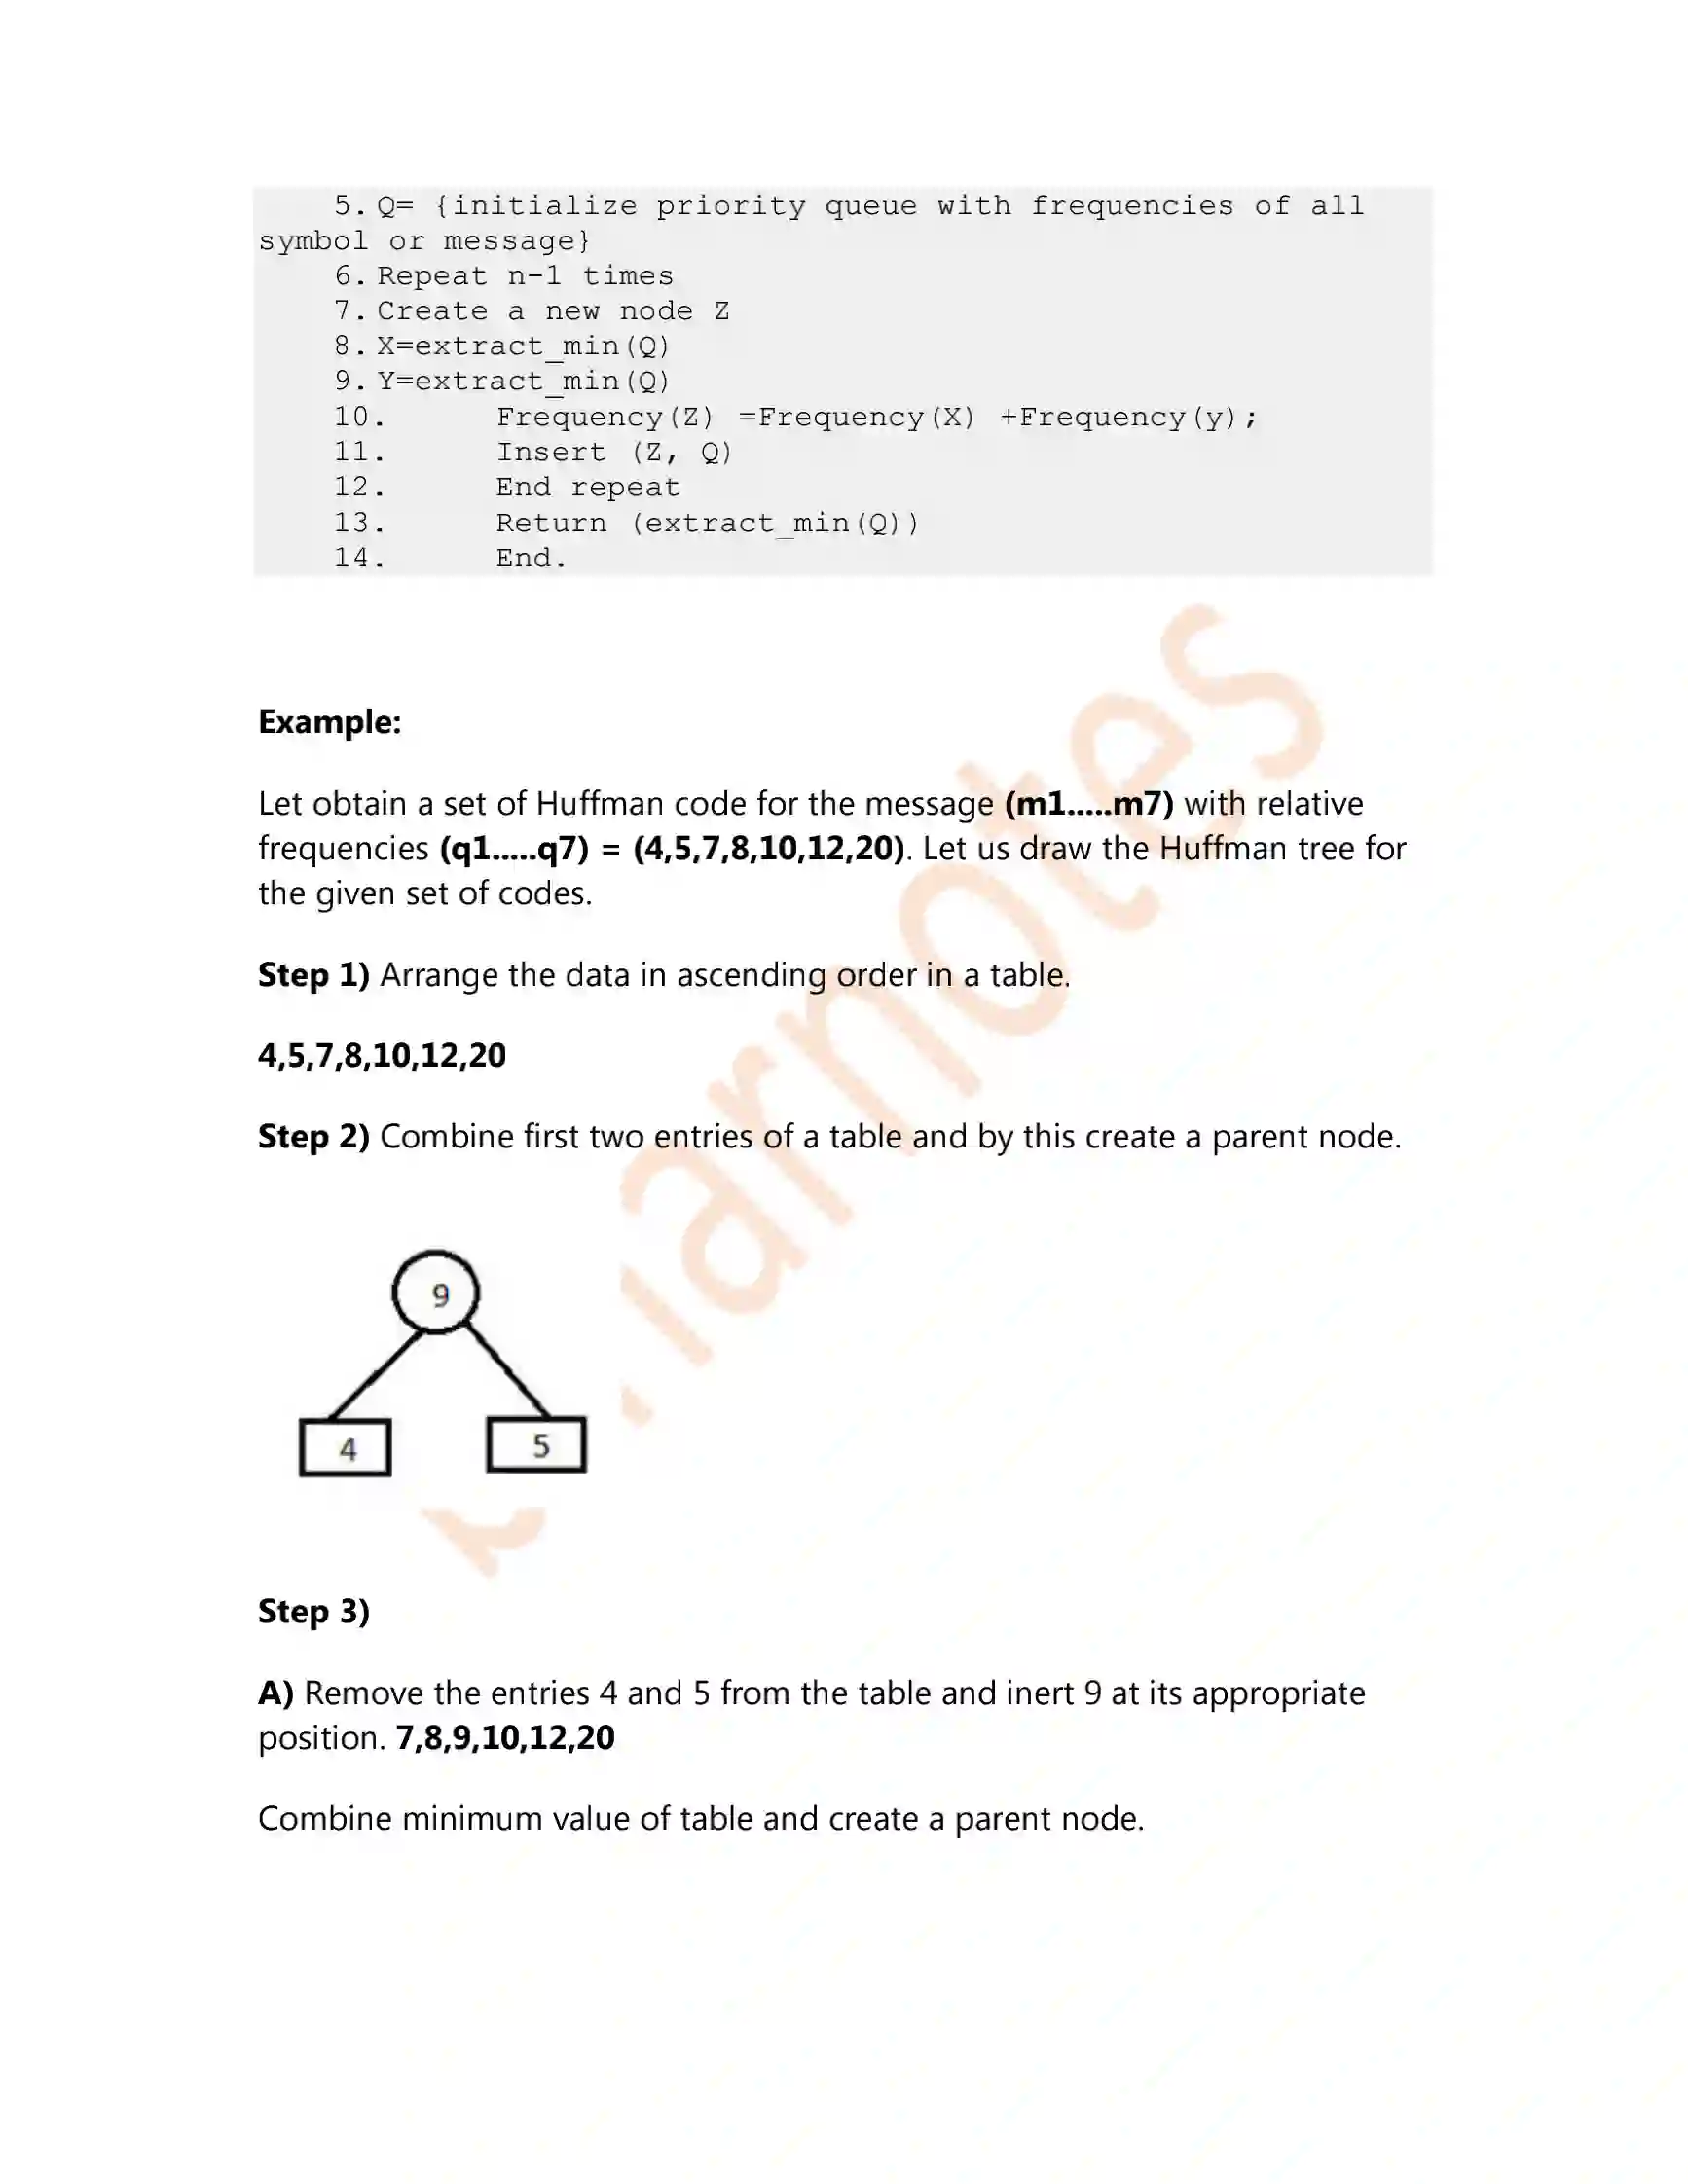 5. Q= {initialize priority queue with frequencies of all
symbol or message}
6. Repeat n-1 times
7. Create a new node Z
8. X=extract_min(Q)
9. Y=extract_min(Q)
10. Frequency(Z) =Frequency(X) +Frequency(y);
11. Insert (Z, Q)
12. End repeat
13. Return (extract_min(Q))
14. End.
Example:
Let obtain a set of Huffman code for the message (m1.....m7) with relative
frequencies (q1.....q7) = (4,5,7,8,10,12,20). Let us draw the Huffman tree for
the given set of codes.
Step 1) Arrange the data in ascending order in a table.
4,5,7,8,10,12,20
Step 2) Combine first two entries of a table and by this create a parent node.
9
4 5
Step 3)
A) Remove the entries 4 and 5 from the table and inert 9 at its appropriate
position. 7,8,9,10,12,20
Combine minimum value of table and create a parent node.